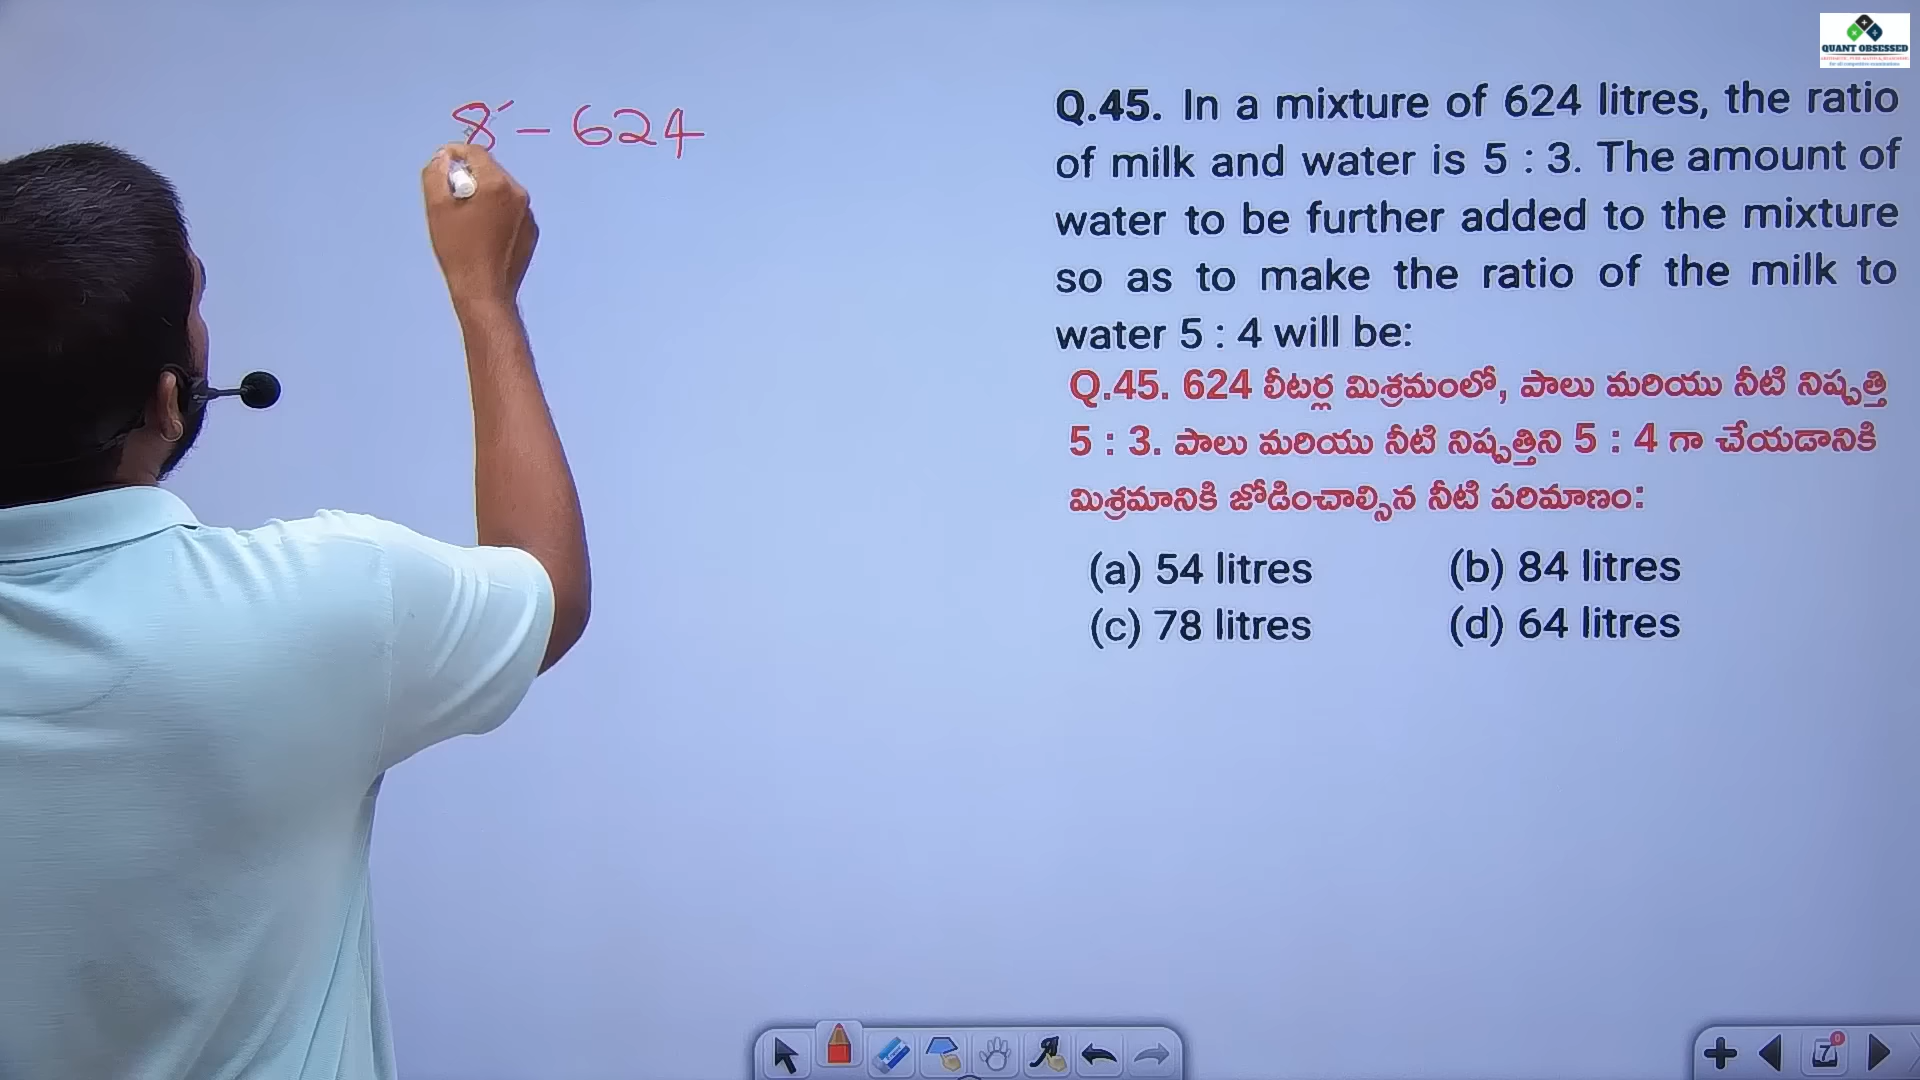 QUANT OBSESSED
8 - 624
Q.45. In a mixture of 624 litres, the ratio
of milk and water is 5 : 3. The amount of
water to be further added to the mixture
so as to make the ratio of the milk to
water 5 : 4 will be:
Q.45. 624 లీటర్ల మిశ్రమంలో, పాలు మరియు నీటి నిష్పత్తి
5 : 3. పాలు మరియు నీటి నిష్పత్తిని 5 : 4 గా చేయడానికి
మిశ్రమానికి జోడించాల్సిన నీటి పరిమాణం:
(a) 54 litres (b) 84 litres
(c) 78 litres (d) 64 litres
7 0